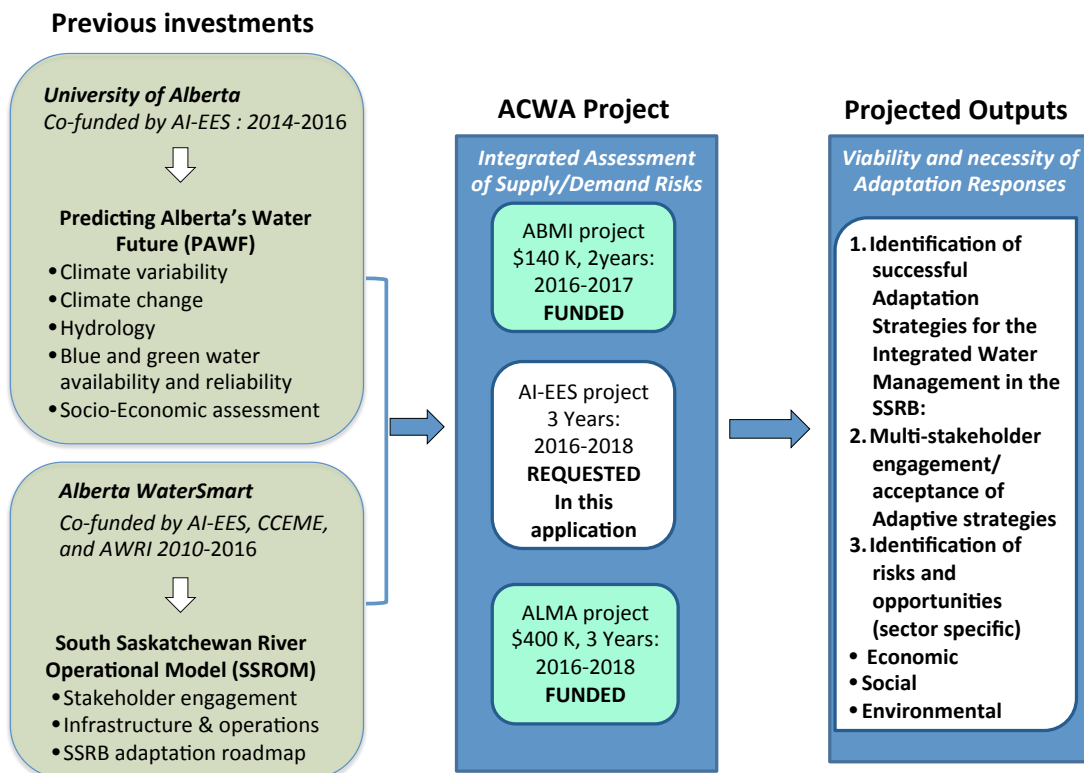 Previous investments
University of Alberta
Co-funded by AI-EES : 2014-2016
Predicting Alberta's Water
Future (PAWF)
• Climate variability
• Climate change
• Hydrology
• Blue and green water
availability and reliability
• Socio-Economic assessment
Alberta WaterSmart
Co-funded by AI-EES, CCEME,
and AWRI 2010-2016
South Saskatchewan River
Operational Model (SSROM)
• Stakeholder engagement
• Infrastructure & operations
• SSRB adaptation roadmap
ACWA Project
Integrated Assessment
of Supply/Demand Risks
ABMI project
$140 K, 2years:
2016-2017
FUNDED
AI-EES project
3 Years:
2016-2018
REQUESTED
In this
application
ALMA project
$400 K, 3 Years:
2016-2018
FUNDED
Projected Outputs
Viability and necessity of
Adaptation Responses
1. Identification of
successful
Adaptation
Strategies for the
Integrated Water
Management in the
SSRB:
2. Multi-stakeholder
engagement/
acceptance of
Adaptive strategies
3. Identification of
risks and
opportunities
(sector specific)
• Economic
• Social
• Environmental